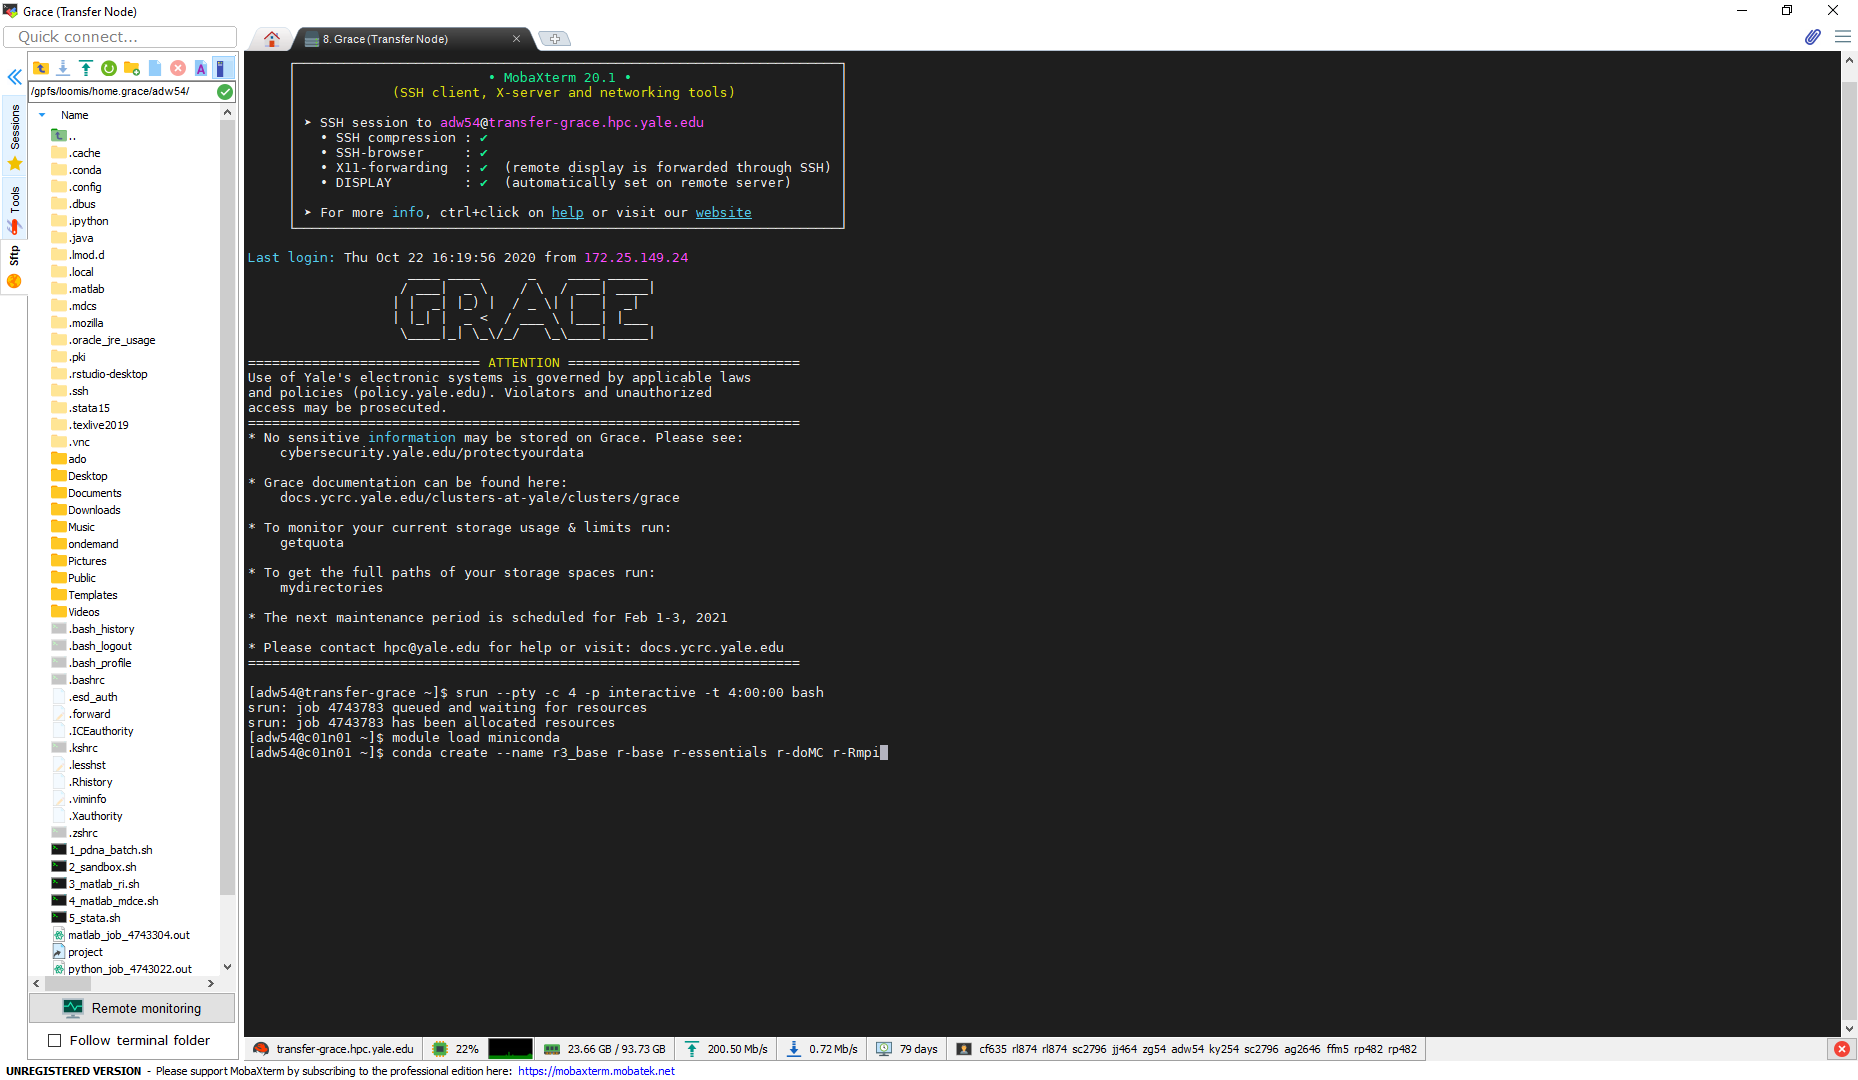 Grace (Transfer Node)
Quick connect...
8. Grace (Transfer Node)
/gpfs/loomis/home.grace/adw54/
Sessions
Tools
Sftp
Name
..
.cache
.conda
.config
.dbus
.ipython
.java
.lmod.d
.local
.matlab
.mdcs
.mozilla
.oracle_jre_usage
.pki
.rstudio-desktop
.ssh
.stata15
.texlive2019
.vnc
ado
Desktop
Documents
Downloads
Music
ondemand
Pictures
Public
Templates
Videos
.bash_history
.bash_logout
.bash_profile
.bashrc
.esd_auth
.forward
.ICEauthority
.kshrc
.lesshst
.Rhistory
.viminfo
.Xauthority
.zshrc
1_pdna_batch.sh
2_sandbox.sh
3_matlab_ri.sh
4_matlab_mdce.sh
5_stata.sh
matlab_job_4743304.out
project
python_job_4743022.out
Remote monitoring
Follow terminal folder
• MobaXterm 20.1 •
(SSH client, X-server and networking tools)
➤ SSH session to adw54@transfer-grace.hpc.yale.edu
• SSH compression : ✔
• SSH-browser : ✔
• X11-forwarding : ✔ (remote display is forwarded through SSH)
• DISPLAY : ✔ (automatically set on remote server)
➤ For more info, ctrl+click on help or visit our website
Last login: Thu Oct 22 16:19:56 2020 from 172.25.149.24
GRACE
============================= ATTENTION =============================
Use of Yale's electronic systems is governed by applicable laws
and policies (policy.yale.edu). Violators and unauthorized
access may be prosecuted.
=====================================================================
* No sensitive information may be stored on Grace. Please see:
cybersecurity.yale.edu/protectyourdata
* Grace documentation can be found here:
docs.ycrc.yale.edu/clusters-at-yale/clusters/grace
* To monitor your current storage usage & limits run:
getquota
* To get the full paths of your storage spaces run:
mydirectories
* The next maintenance period is scheduled for Feb 1-3, 2021
* Please contact hpc@yale.edu for help or visit: docs.ycrc.yale.edu
=====================================================================
[adw54@transfer-grace ~]$ srun --pty -c 4 -p interactive -t 4:00:00 bash
srun: job 4743783 queued and waiting for resources
srun: job 4743783 has been allocated resources
[adw54@c01n01 ~]$ module load miniconda
[adw54@c01n01 ~]$ conda create --name r3_base r-base r-essentials r-doMC r-Rmpi
transfer-grace.hpc.yale.edu 22% 23.66 GB / 93.73 GB 200.50 Mb/s 0.72 Mb/s 79 days cf635 rl874 rl874 sc2796 jj464 zg54 adw54 ky254 sc2796 ag2646 ffm5 rp482 rp482
UNREGISTERED VERSION - Please support MobaXterm by subscribing to the professional edition here: https://mobaxterm.mobatek.net